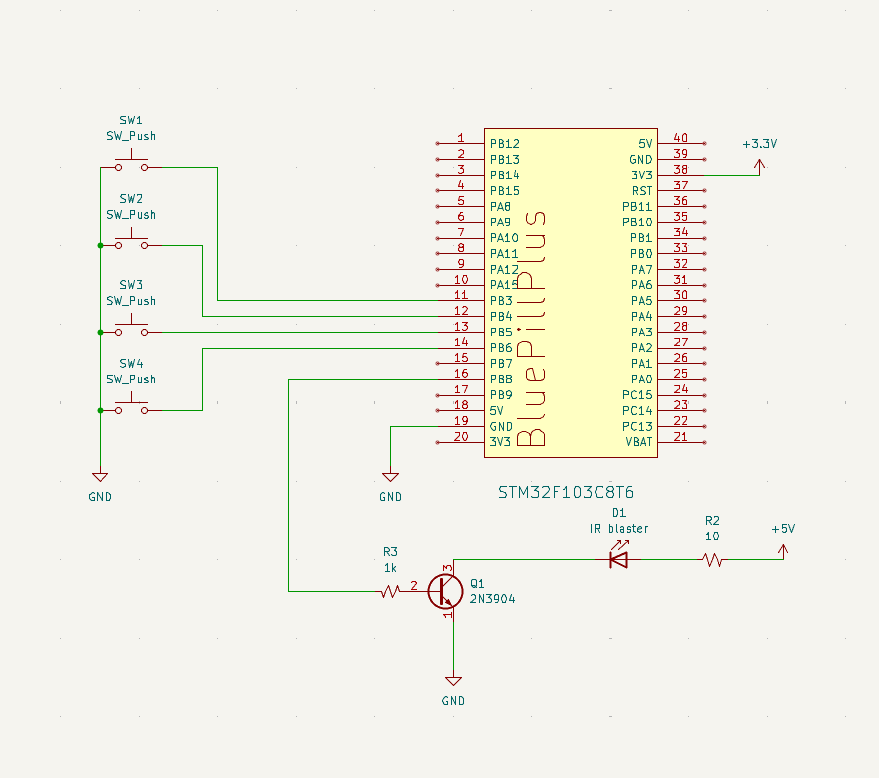 SW1
SW_Push
SW2
SW_Push
SW3
SW_Push
SW4
SW_Push
GND
GND
1 PB12 5V 40
2 PB13 GND 39
3 PB14 3V3 38
4 PB15 RST 37
5 PA8 PB11 36
6 PA9 PB10 35
7 PA10 PB1 34
8 PA11 PB0 33
9 PA12 PA7 32
10 PA15 PA6 31
11 PB3 PA5 30
12 PB4 PA4 29
13 PB5 PA3 28
14 PB6 PA2 27
15 PB7 PA1 26
16 PB8 PA0 25
17 PB9 PC15 24
18 5V PC14 23
19 GND PC13 22
20 3V3 VBAT 21
BluePillPlus
+3.3V
STM32F103C8T6
D1
IR blaster
R2
10
+5V
R3
1k
2
3
1
Q1
2N3904
GND